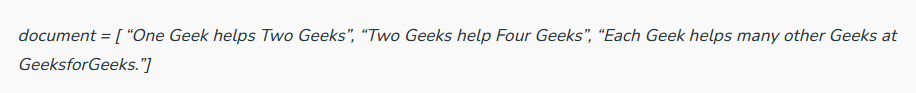 document = [ “One Geek helps Two Geeks”, “Two Geeks help Four Geeks”, “Each Geek helps many other Geeks at
GeeksforGeeks.”]